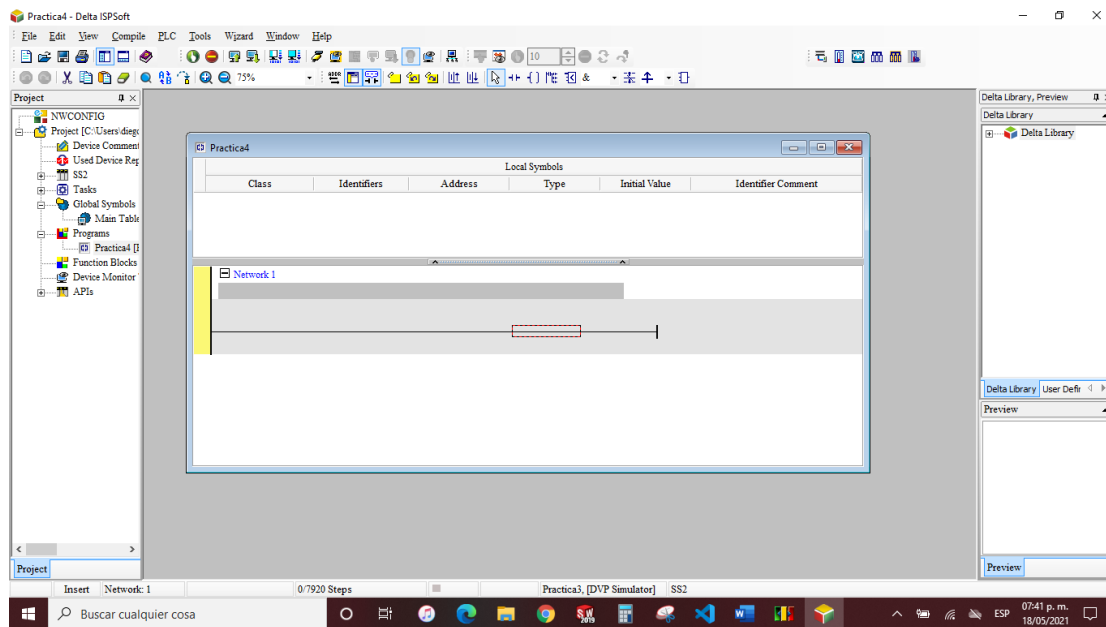 Practica4 - Delta ISPSoft
File Edit View Compile PLC Tools Wizard Window Help
10
75%
&
Project
NWCONFIG
Project [C:\Users\diego
Device Comment
Used Device Rep
SS2
Tasks
Global Symbols
Main Table
Programs
Practica4 [P
Function Blocks
Device Monitor
APIs
Project
Practica4
Local Symbols
Class Identifiers Address Type Initial Value Identifier Comment
Network 1
Delta Library, Preview
Delta Library
Delta Library
Delta Library User Defir
Preview
Preview
Insert Network: 1 0/7920 Steps Practica3, [DVP Simulator] SS2
Buscar cualquier cosa
ESP
07:41 p. m.
18/05/2021